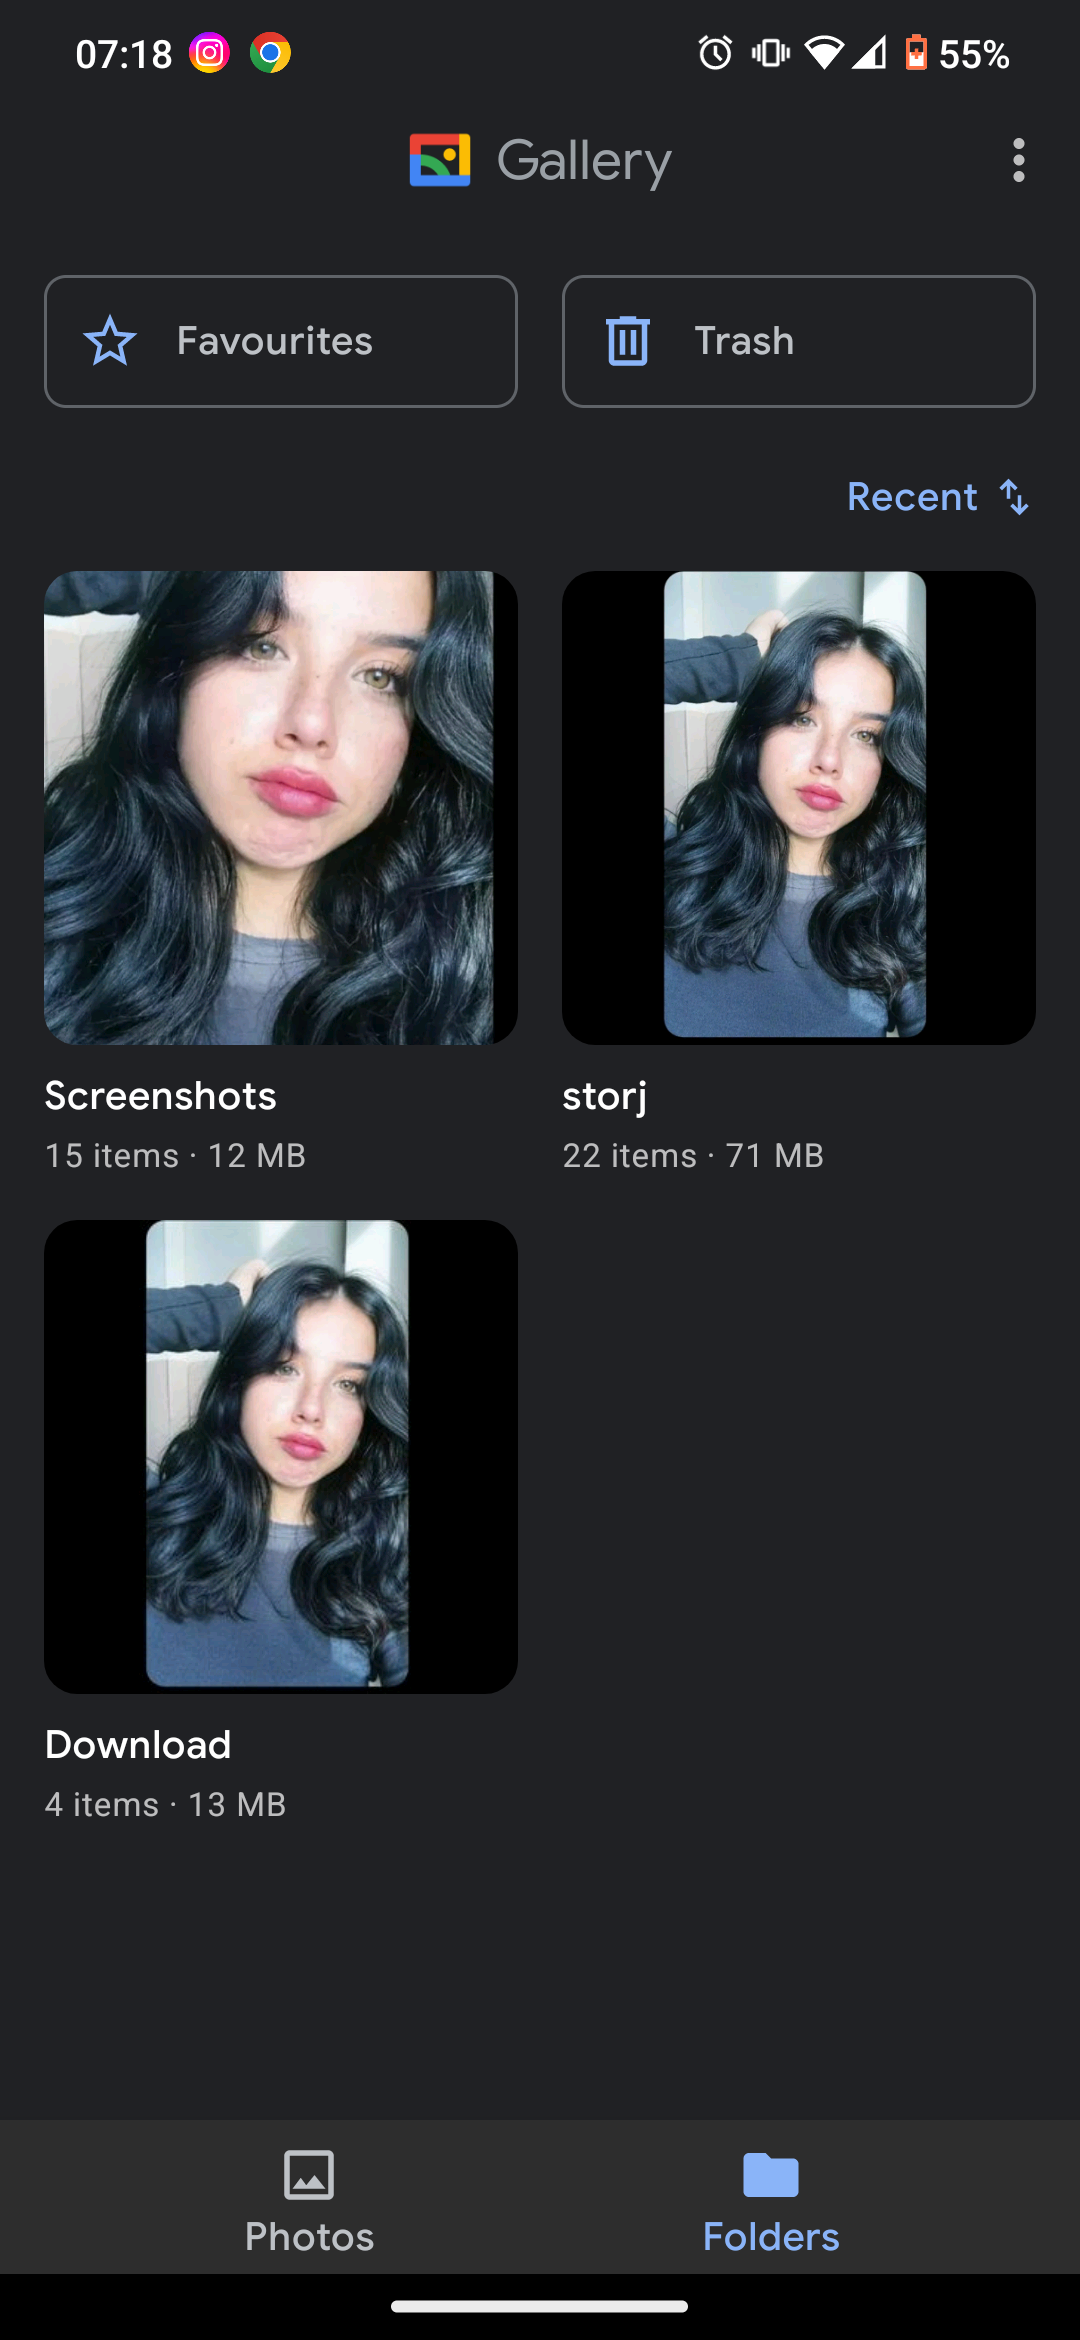 07:18 55%
Gallery
Favourites Trash
Recent
Screenshots storj
15 items · 12 MB 22 items · 71 MB
Download
4 items · 13 MB
Photos Folders